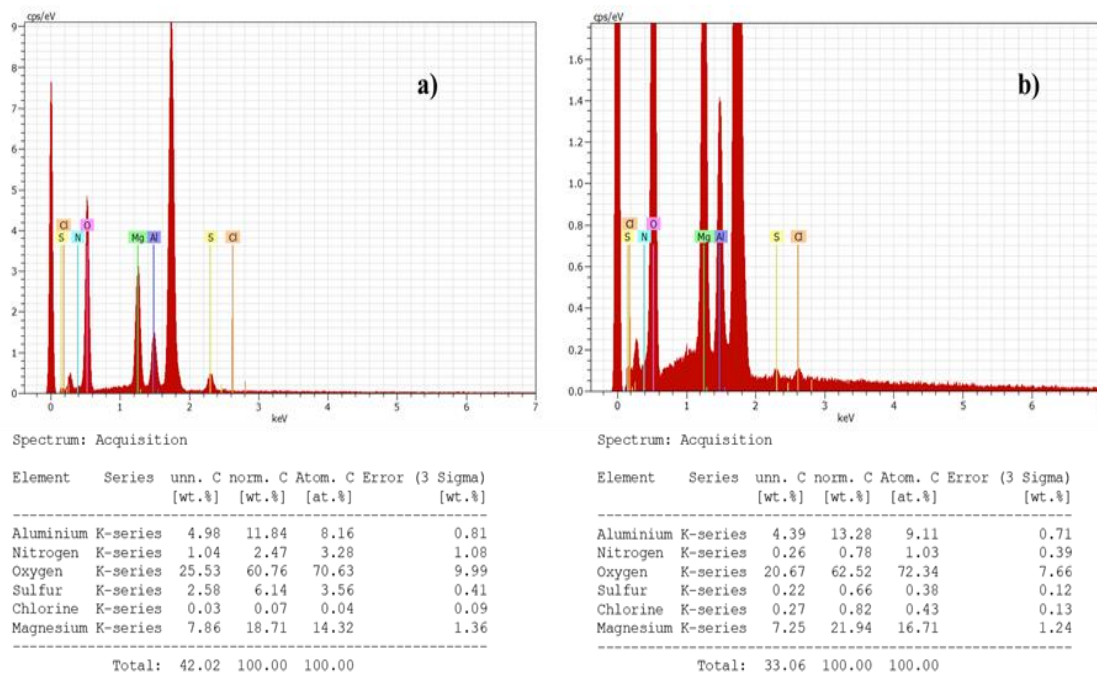 cps/eV
9
8
7
6
5
4
3
2
1
0
a)
Cl
S N O Mg Al S Cl
0 1 2 3 4 5 6 7
keV
Spectrum: Acquisition
Element Series unn. C norm. C Atom. C Error (3 Sigma)
[wt.%] [wt.%] [at.%] [wt.%]
Aluminium K-series 4.98 11.84 8.16 0.81
Nitrogen K-series 1.04 2.47 3.28 1.08
Oxygen K-series 25.53 60.76 70.63 9.99
Sulfur K-series 2.58 6.14 3.56 0.41
Chlorine K-series 0.03 0.07 0.04 0.09
Magnesium K-series 7.86 18.71 14.32 1.36
Total: 42.02 100.00 100.00
cps/eV
1.6
1.4
1.2
1.0
0.8
0.6
0.4
0.2
0.0
b)
Cl O
S N Mg Al S Cl
0 1 2 3 4 5 6
keV
Spectrum: Acquisition
Element Series unn. C norm. C Atom. C Error (3 Sigma)
[wt.%] [wt.%] [at.%] [wt.%]
Aluminium K-series 4.39 13.28 9.11 0.71
Nitrogen K-series 0.26 0.78 1.03 0.39
Oxygen K-series 20.67 62.52 72.34 7.66
Sulfur K-series 0.22 0.66 0.38 0.12
Chlorine K-series 0.27 0.82 0.43 0.13
Magnesium K-series 7.25 21.94 16.71 1.24
Total: 33.06 100.00 100.00